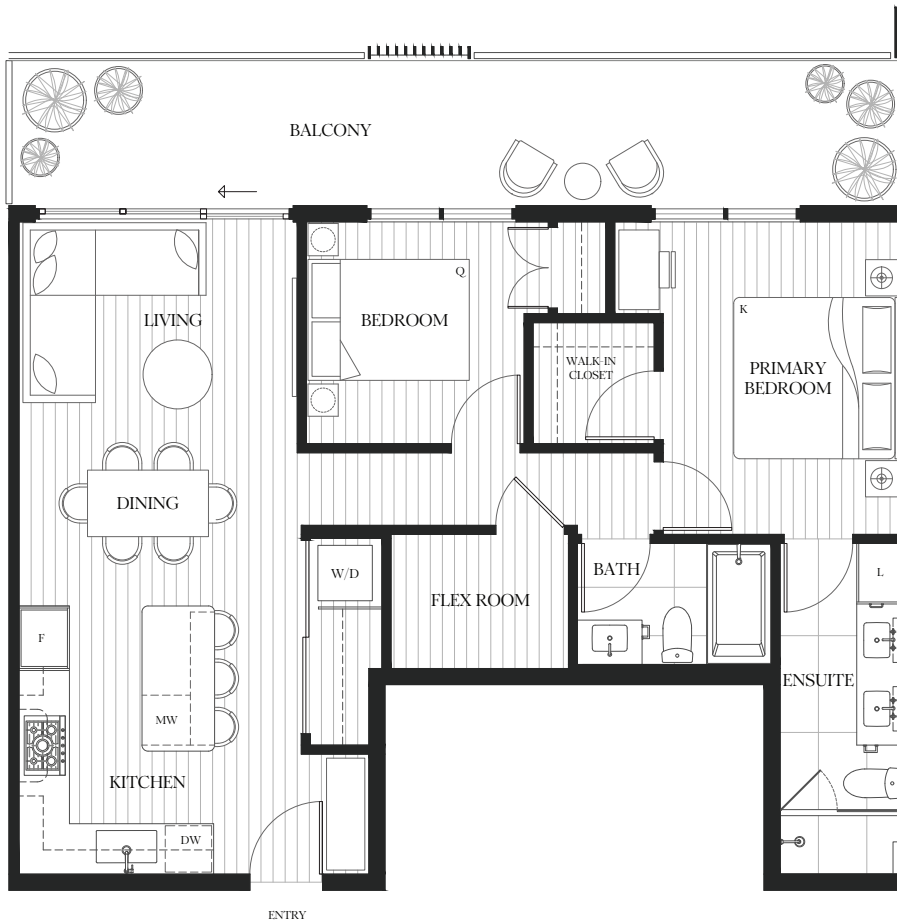 BALCONY
Q
LIVING
BEDROOM
K
WALK-IN
CLOSET
PRIMARY
BEDROOM
DINING
W/D
BATH
L
FLEX ROOM
F
ENSUITE
MW
KITCHEN
DW
ENTRY